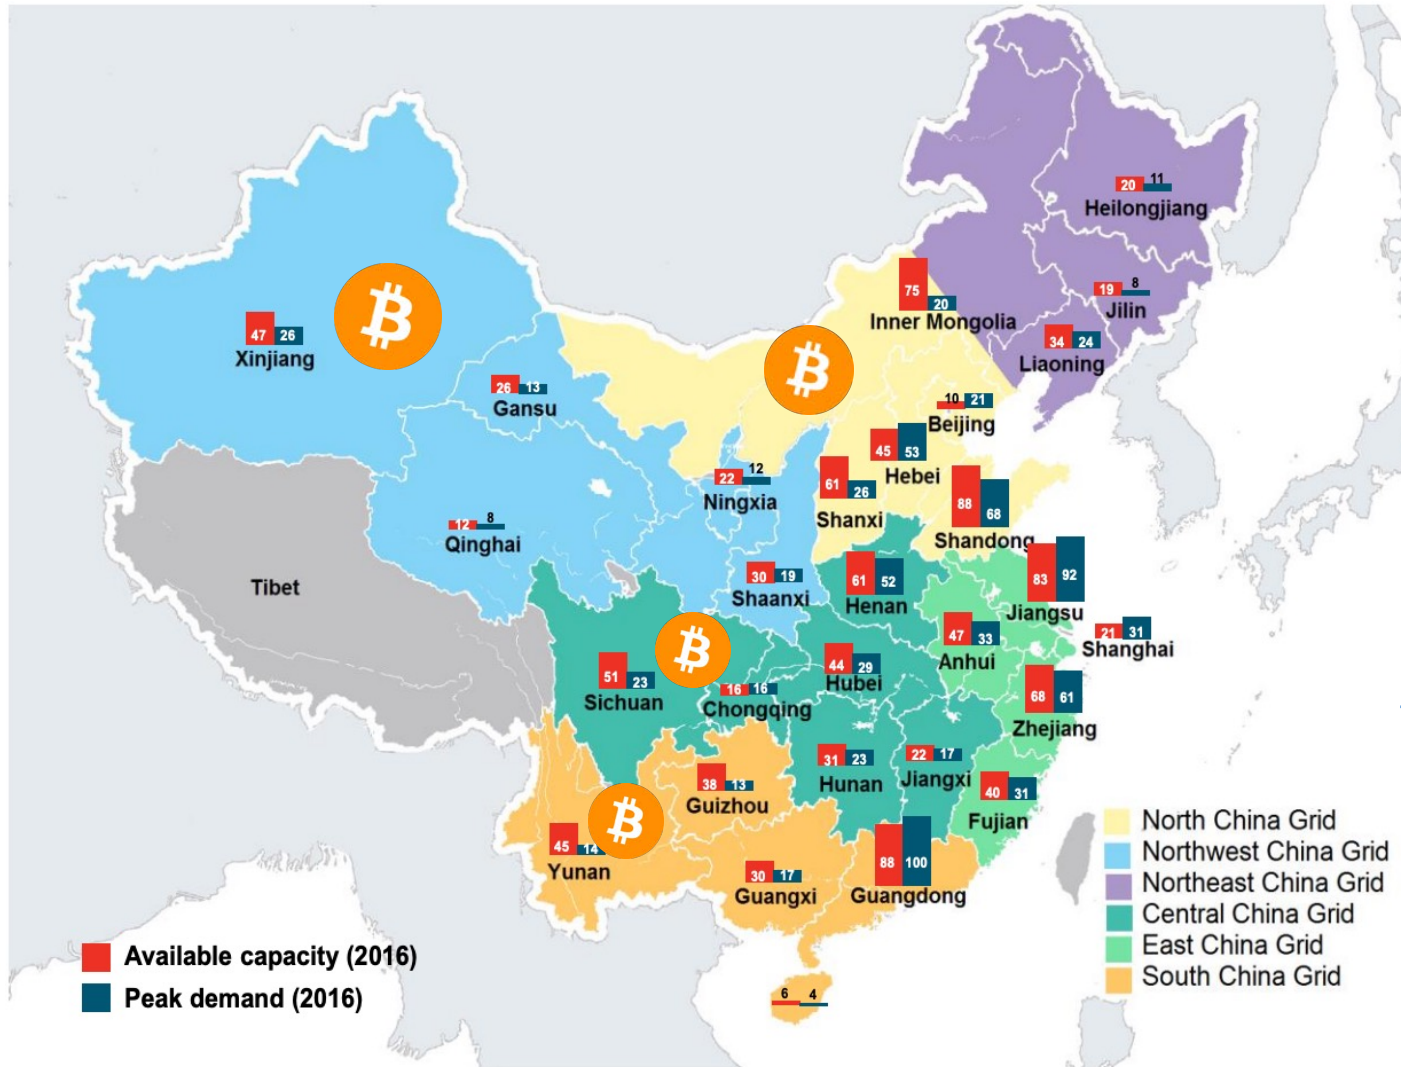 20 11
Heilongjiang
75 20
Inner Mongolia
19 8
Jilin
34 24
Liaoning
47 26
Xinjiang
26 13
Gansu
10 21
Beijing
45 53
Hebei
22 12
Ningxia
61 26
Shanxi
88 68
Shandong
12 8
Qinghai
Tibet
30 19
Shaanxi
61 52
Henan
83 92
Jiangsu
21 31
Shanghai
47 33
Anhui
44 29
Hubei
51 23
Sichuan
16 16
Chongqing
68 61
Zhejiang
31 23
Hunan
22 17
Jiangxi
38 13
Guizhou
40 31
Fujian
45 14
Yunan
30 17
Guangxi
88 100
Guangdong
6 4
Available capacity (2016)
Peak demand (2016)
North China Grid
Northwest China Grid
Northeast China Grid
Central China Grid
East China Grid
South China Grid